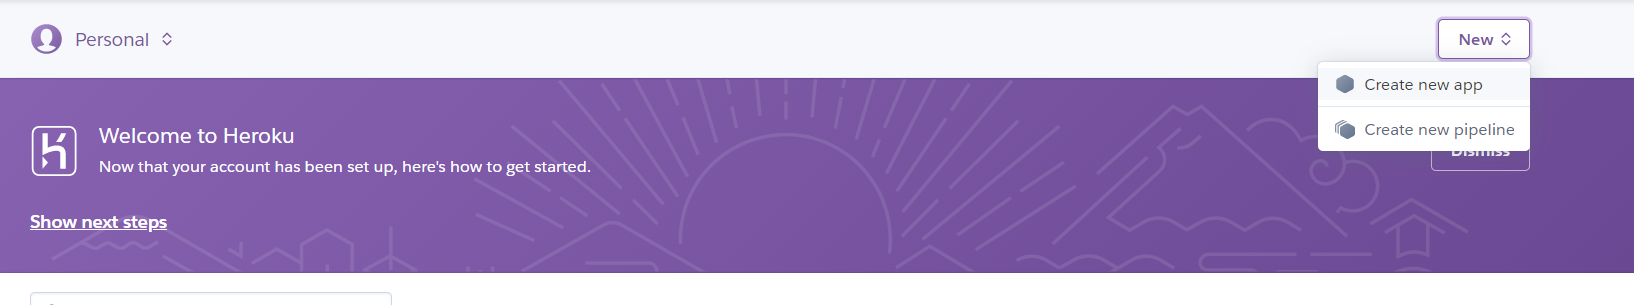 Personal
New
Create new app
Create new pipeline
Welcome to Heroku
Now that your account has been set up, here's how to get started.
Dismiss
Show next steps